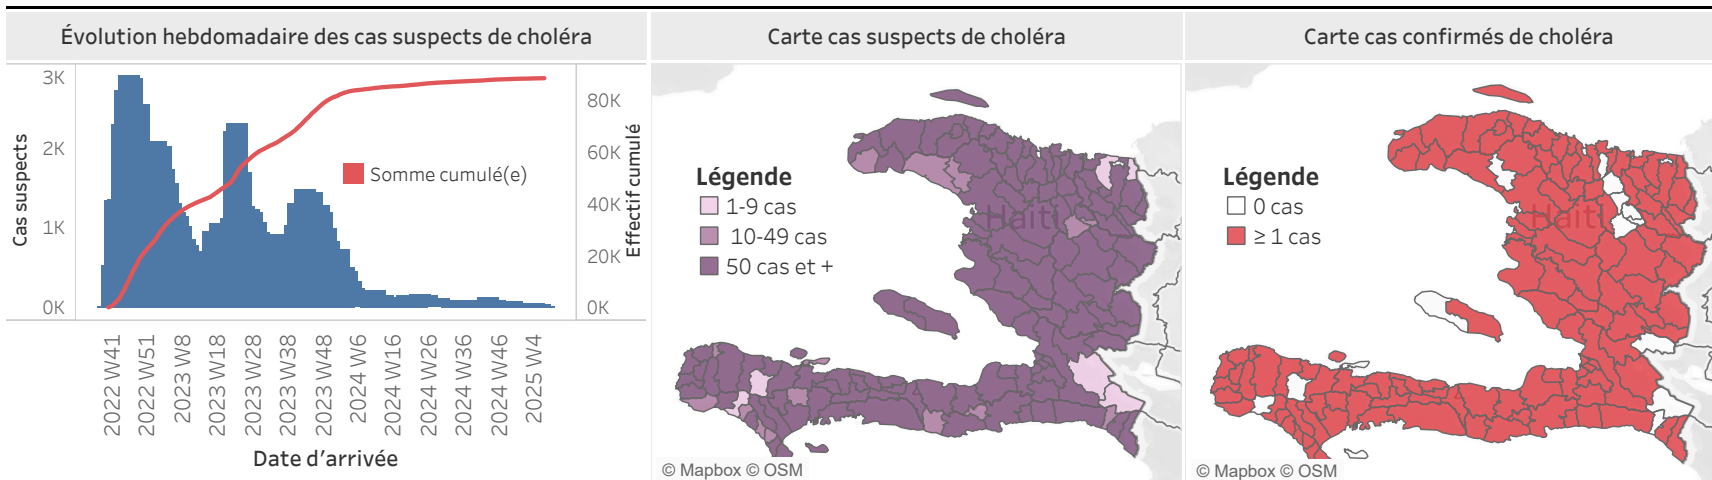 Évolution hebdomadaire des cas suspects de choléra
3K
2K
1K
0K
Cas suspects
80K
60K
40K
20K
0K
Effectif cumulé
Somme cumulé(e)
2022 W41
2022 W51
2023 W8
2023 W18
2023 W28
2023 W38
2023 W48
2024 W6
2024 W16
2024 W26
2024 W36
2024 W46
2025 W4
Date d'arrivée
Carte cas suspects de choléra
Légende
1-9 cas
10-49 cas
50 cas et +
Haiti
© Mapbox © OSM
Carte cas confirmés de choléra
Légende
0 cas
≥ 1 cas
Haiti
© Mapbox © OSM